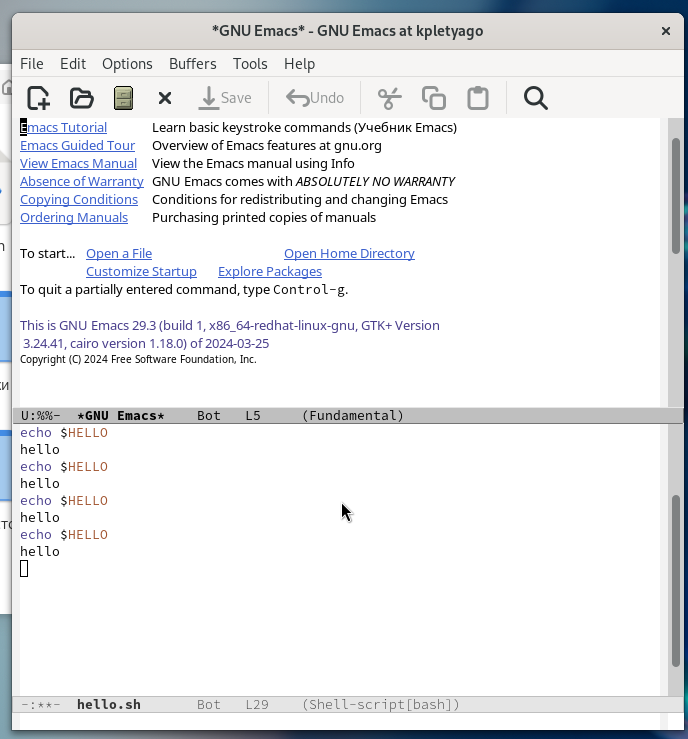 *GNU Emacs* - GNU Emacs at kpletyago ×
File Edit Options Buffers Tools Help
Save Undo
Emacs Tutorial Learn basic keystroke commands (Учебник Emacs)
Emacs Guided Tour Overview of Emacs features at gnu.org
View Emacs Manual View the Emacs manual using Info
Absence of Warranty GNU Emacs comes with ABSOLUTELY NO WARRANTY
Copying Conditions Conditions for redistributing and changing Emacs
Ordering Manuals Purchasing printed copies of manuals
To start... Open a File Open Home Directory
Customize Startup Explore Packages
To quit a partially entered command, type Control-g.
This is GNU Emacs 29.3 (build 1, x86_64-redhat-linux-gnu, GTK+ Version
3.24.41, cairo version 1.18.0) of 2024-03-25
Copyright (C) 2024 Free Software Foundation, Inc.
U:%%- *GNU Emacs* Bot L5 (Fundamental)
echo $HELLO
hello
echo $HELLO
hello
echo $HELLO
hello
echo $HELLO
hello
-:**- hello.sh Bot L29 (Shell-script[bash])